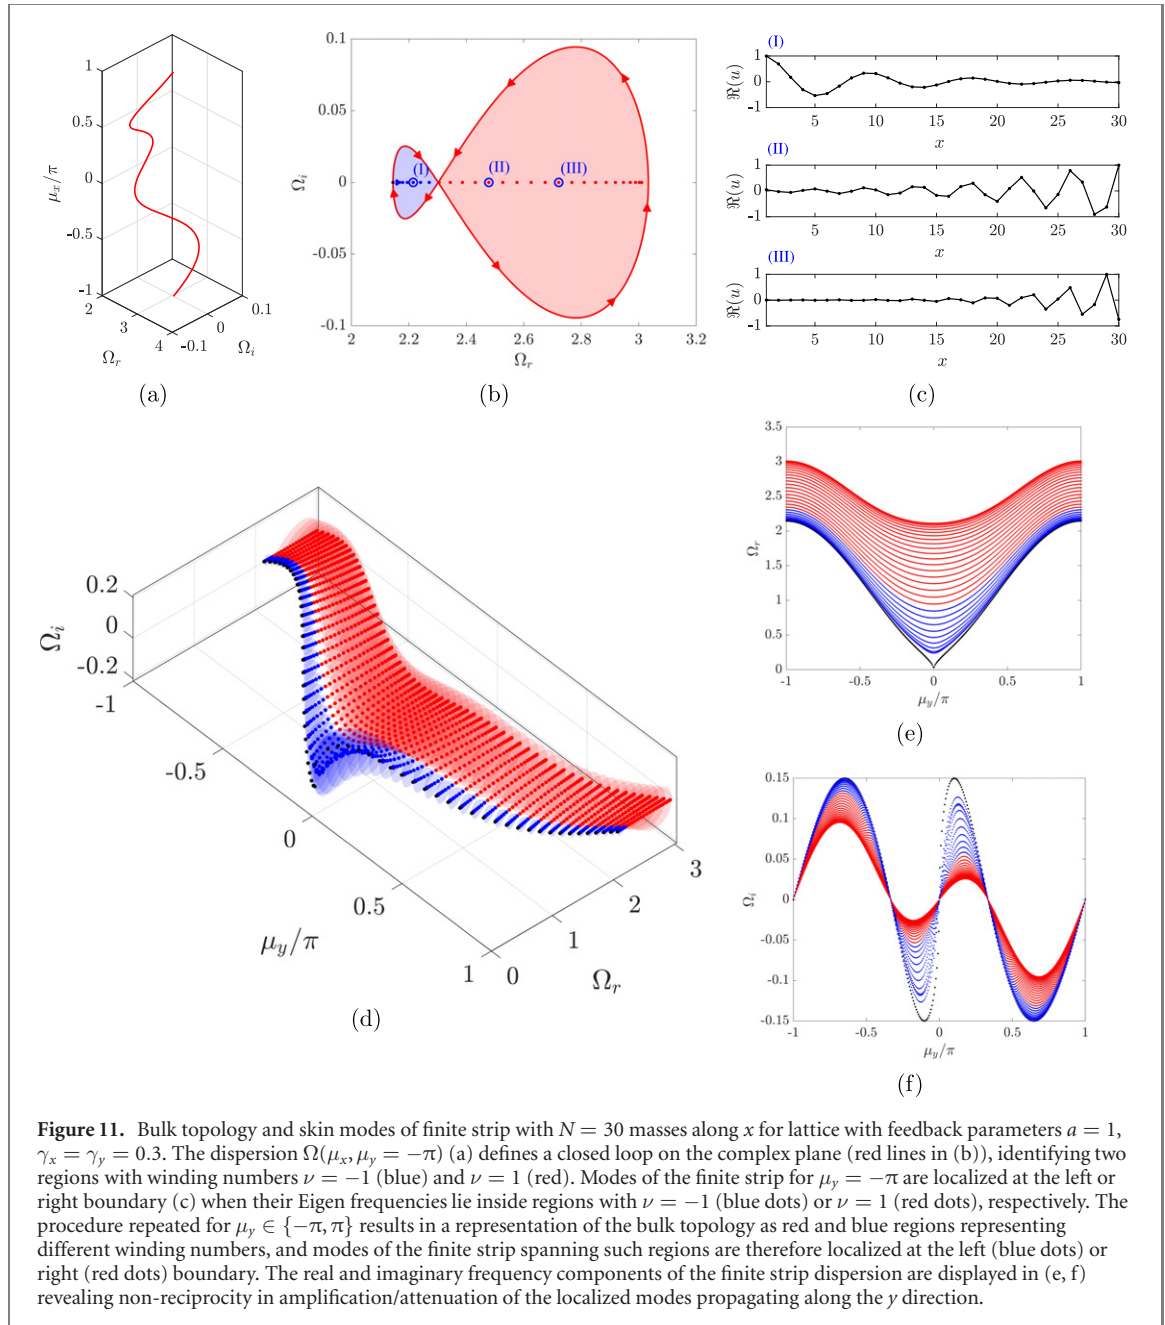 1
0.5
0
-0.5
-1
μx/π
2
3
4
Ωr
-0.1
0
0.1
Ωi
(a)
0.1
0.05
0
-0.05
-0.1
Ωi
(I)
(II)
(III)
2
2.2
2.4
2.6
2.8
3
3.2
Ωr
(b)
(I)
ℜ(u)
1
0
-1
5
10
15
20
25
30
x
(II)
ℜ(u)
1
0
-1
5
10
15
20
25
30
x
(III)
ℜ(u)
1
0
-1
5
10
15
20
25
30
x
(c)
0.2
0
-0.2
Ωi
-1
-0.5
0
0.5
1
μy/π
0
1
2
3
Ωr
(d)
3.5
3
2.5
2
1.5
1
0.5
0
Ωr
-1
-0.5
0
0.5
1
μy/π
(e)
0.15
0.1
0.05
0
-0.05
-0.1
-0.15
Ωi
-1
-0.5
0
0.5
1
μy/π
(f)
Figure 11. Bulk topology and skin modes of finite strip with N = 30 masses along x for lattice with feedback parameters a = 1,
γx = γy = 0.3. The dispersion Ω(μx, μy = −π) (a) defines a closed loop on the complex plane (red lines in (b)), identifying two
regions with winding numbers ν = −1 (blue) and ν = 1 (red). Modes of the finite strip for μy = −π are localized at the left or
right boundary (c) when their Eigen frequencies lie inside regions with ν = −1 (blue dots) or ν = 1 (red dots), respectively. The
procedure repeated for μy ∈ {−π, π} results in a representation of the bulk topology as red and blue regions representing
different winding numbers, and modes of the finite strip spanning such regions are therefore localized at the left (blue dots) or
right (red dots) boundary. The real and imaginary frequency components of the finite strip dispersion are displayed in (e, f)
revealing non-reciprocity in amplification/attenuation of the localized modes propagating along the y direction.